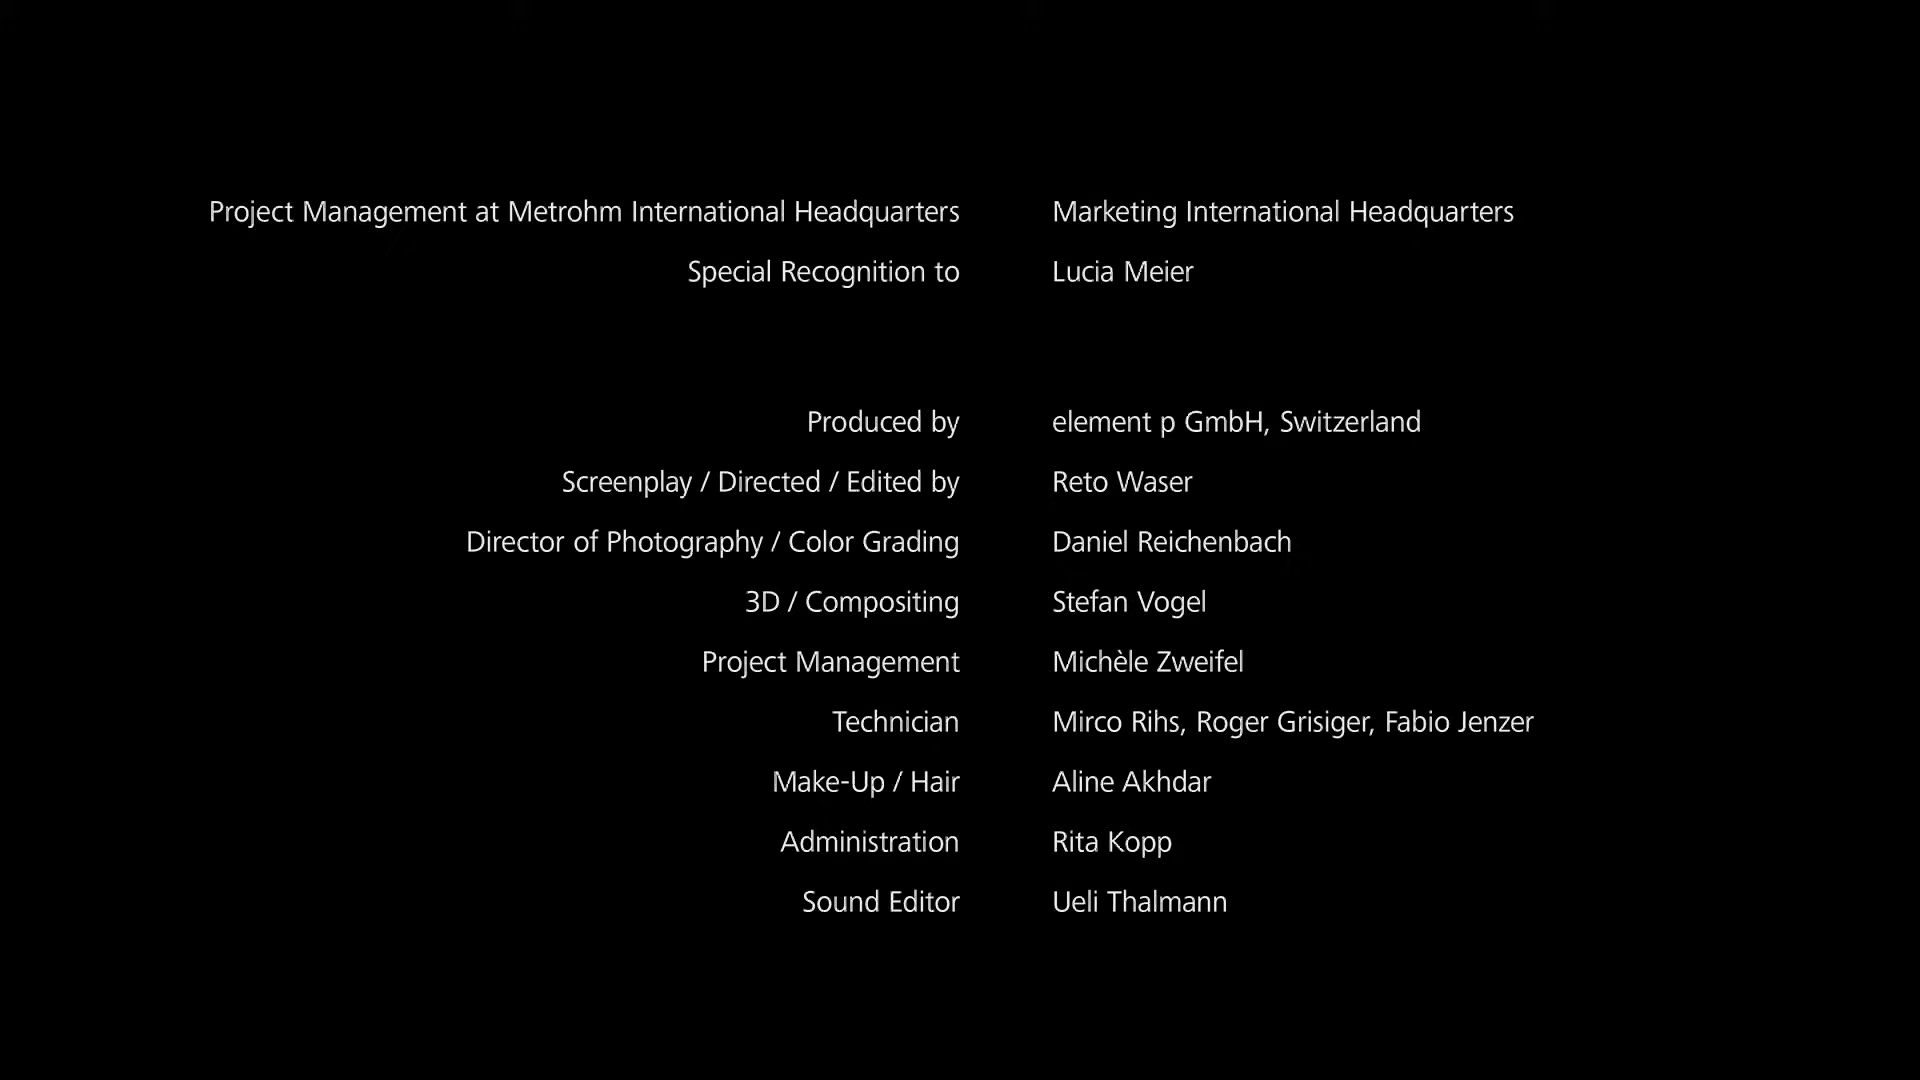 Project Management at Metrohm International Headquarters Marketing International Headquarters
Special Recognition to Lucia Meier
Produced by element p GmbH, Switzerland
Screenplay / Directed / Edited by Reto Waser
Director of Photography / Color Grading Daniel Reichenbach
3D / Compositing Stefan Vogel
Project Management Michèle Zweifel
Technician Mirco Rihs, Roger Grisiger, Fabio Jenzer
Make-Up / Hair Aline Akhdar
Administration Rita Kopp
Sound Editor Ueli Thalmann